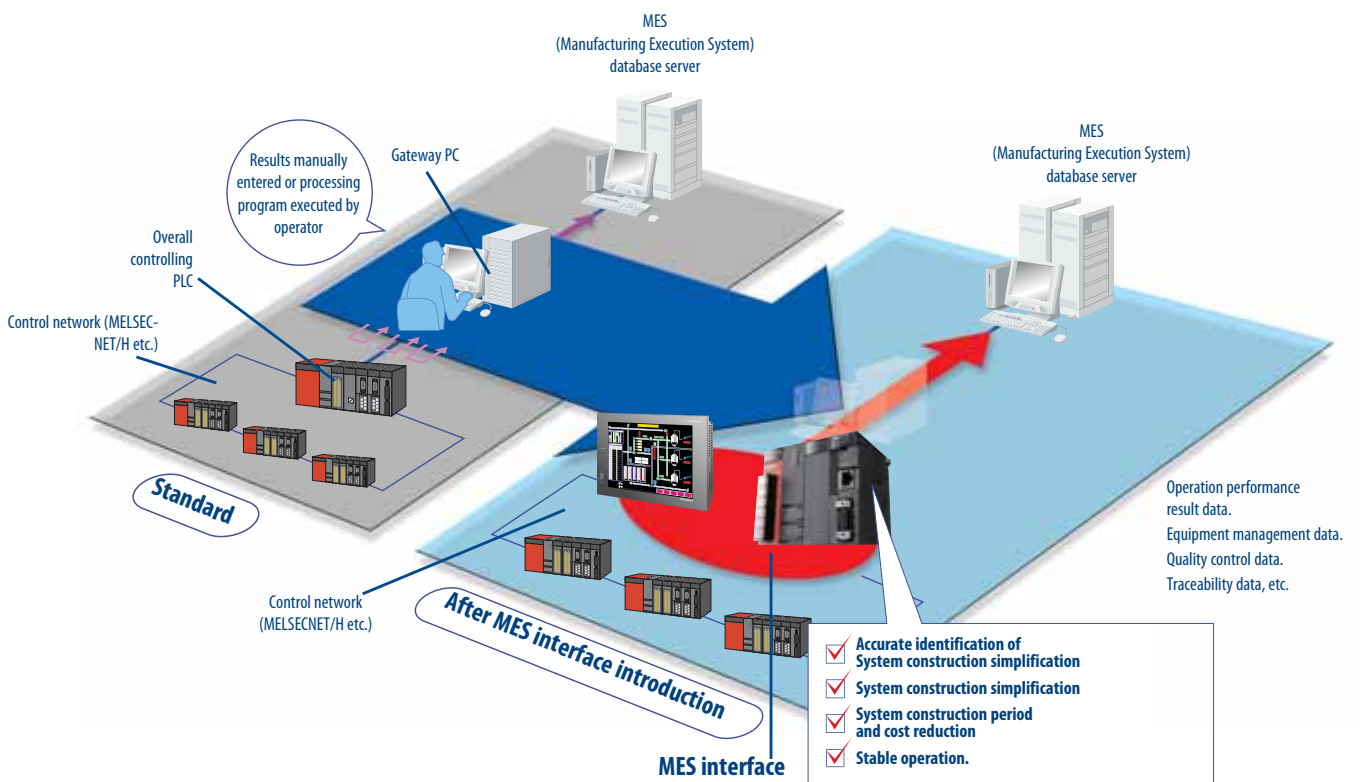 MES
(Manufacturing Execution System)
database server
MES
(Manufacturing Execution System)
database server
Results manually
entered or processing
program executed by
operator
Gateway PC
Overall
controlling
PLC
Control network (MELSEC-
NET/H etc.)
Standard
Operation performance
result data.
Equipment management data.
Quality control data.
Traceability data, etc
Control network
(MELSECNET/H etc.)
After MES interface introduction
Accurate identification of
System construction simplification
System construction simplification
System construction period
and cost reduction
Stable operation.
MES interface